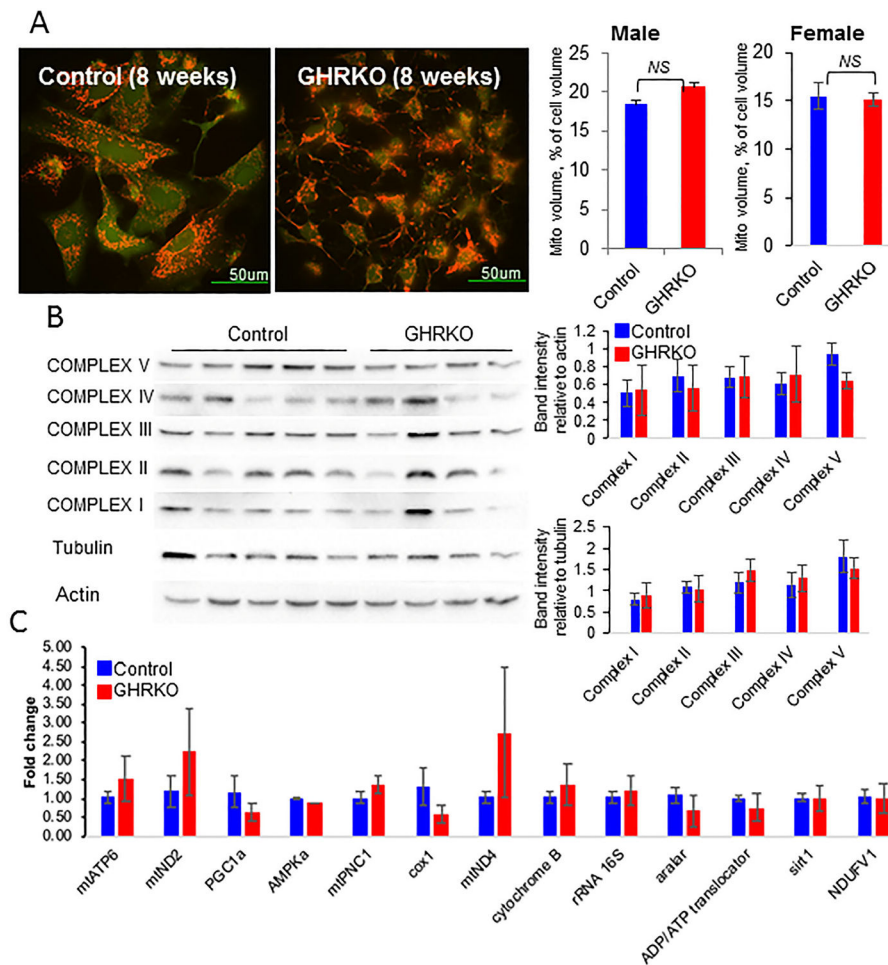 A
Control (8 weeks)
50um
GHRKO (8 weeks)
50um
Male
Mito volume, % of cell volume
25
20
15
10
5
0
NS
Control
GHRKO
Female
Mito volume, % of cell volume
20
15
10
5
0
NS
Control
GHRKO
B
Control
GHRKO
COMPLEX V
COMPLEX IV
COMPLEX III
COMPLEX II
COMPLEX I
Tubulin
Actin
Band intensity
relative to actin
1.2
1
0.8
0.6
0.4
0.2
0
Control
GHRKO
Complex I
Complex II
Complex III
Complex IV
Complex V
Band intensity
relative to tubulin
2.5
2
1.5
1
0.5
0
Complex I
Complex II
Complex III
Complex IV
Complex V
C
Fold change
5.00
4.50
4.00
3.50
3.00
2.50
2.00
1.50
1.00
0.50
0.00
Control
GHRKO
mtATP6
mtND2
PGC1a
AMPKa
mtPNC1
cox1
mtND4
cytochrome B
rRNA 16S
aralar
ADP/ATP translocator
sirt1
NDUFV1